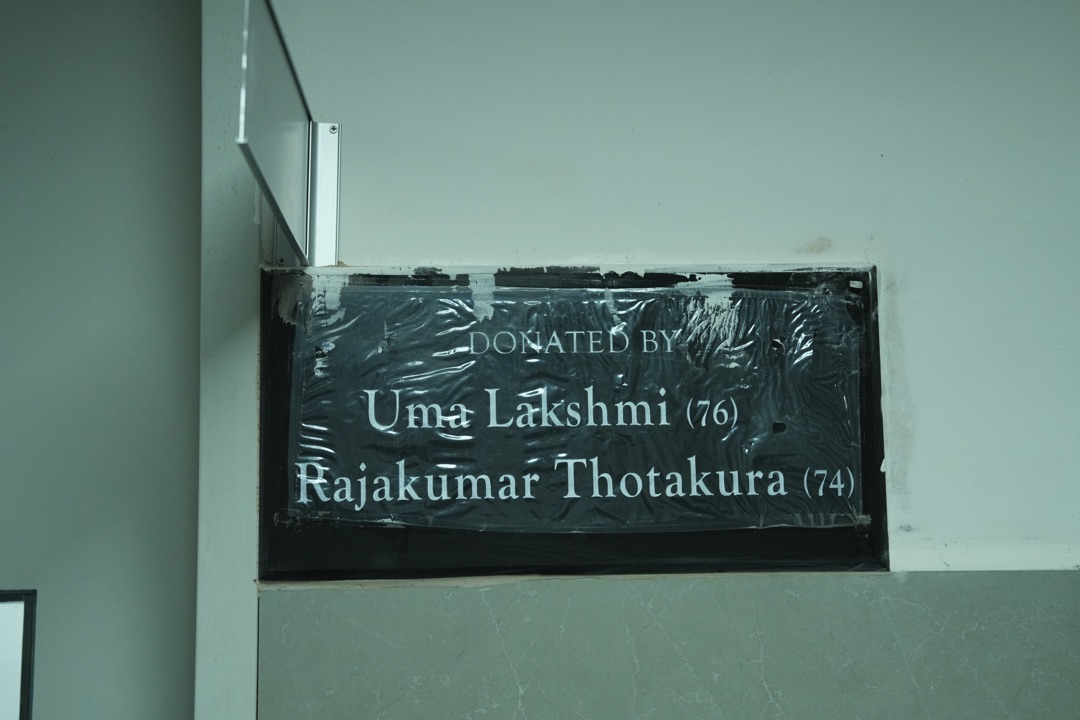 DONATED BY
Uma Lakshmi (76)
Rajakumar Thotakura (74)